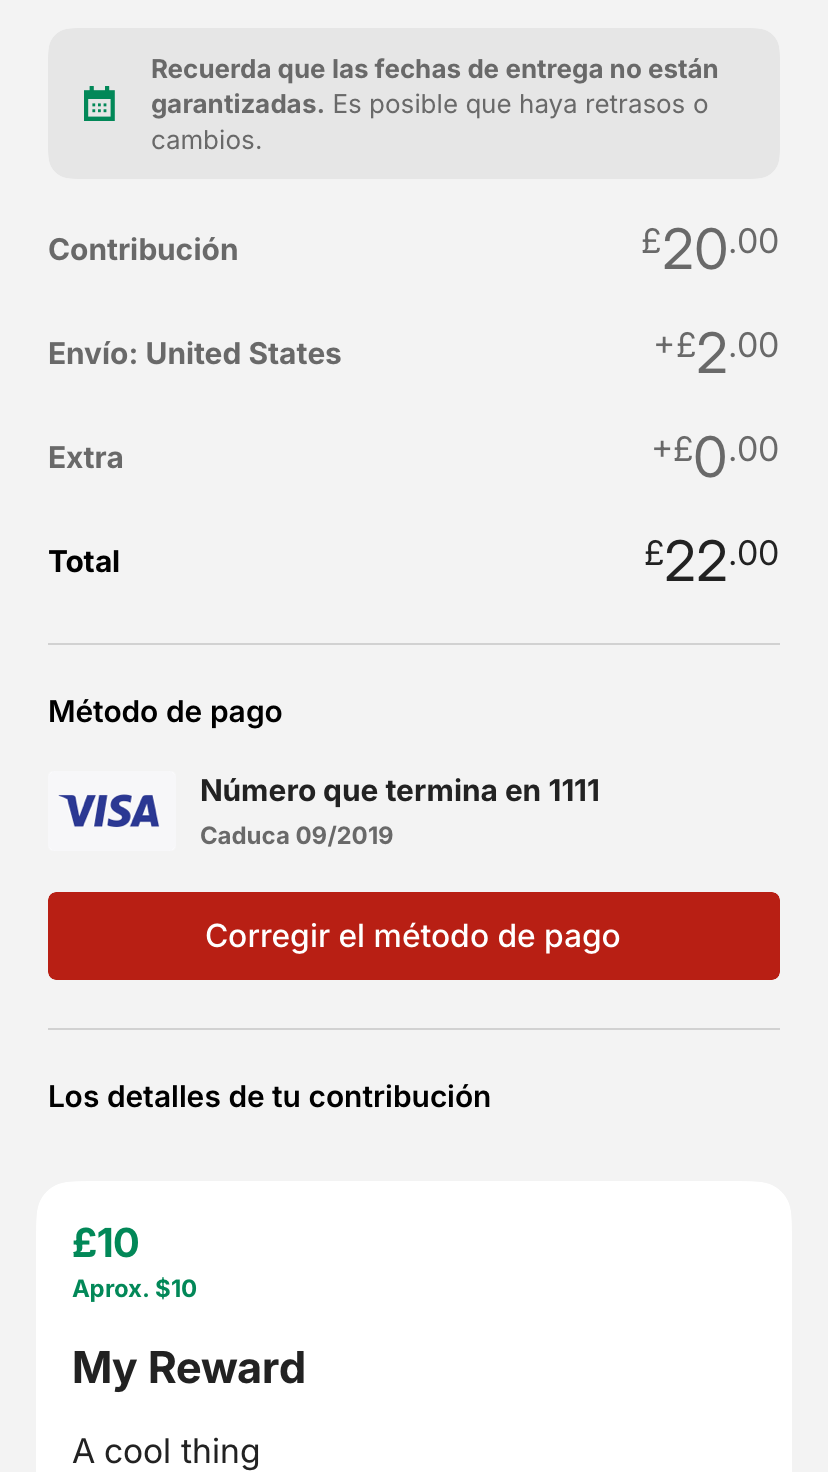 Recuerda que las fechas de entrega no están
garantizadas. Es posible que haya retrasos o
cambios.
Contribución £20.00
Envío: United States +£2.00
Extra +£0.00
Total £22.00
Método de pago
VISA
Número que termina en 1111
Caduca 09/2019
Corregir el método de pago
Los detalles de tu contribución
£10
Aprox. $10
My Reward
A cool thing